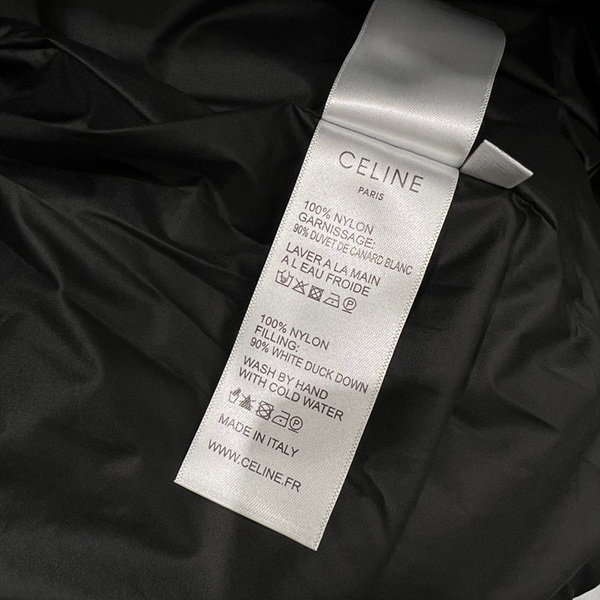 CELINE
PARIS
100% NYLON
GARNISSAGE:
90% DUVET DE CANARD BLANC
LAVER A LA MAIN
A L EAU FROIDE
P
100% NYLON
FILLING:
90% WHITE DUCK DOWN
WASH BY HAND
WITH COLD WATER
P
MADE IN ITALY
WWW.CELINE.FR